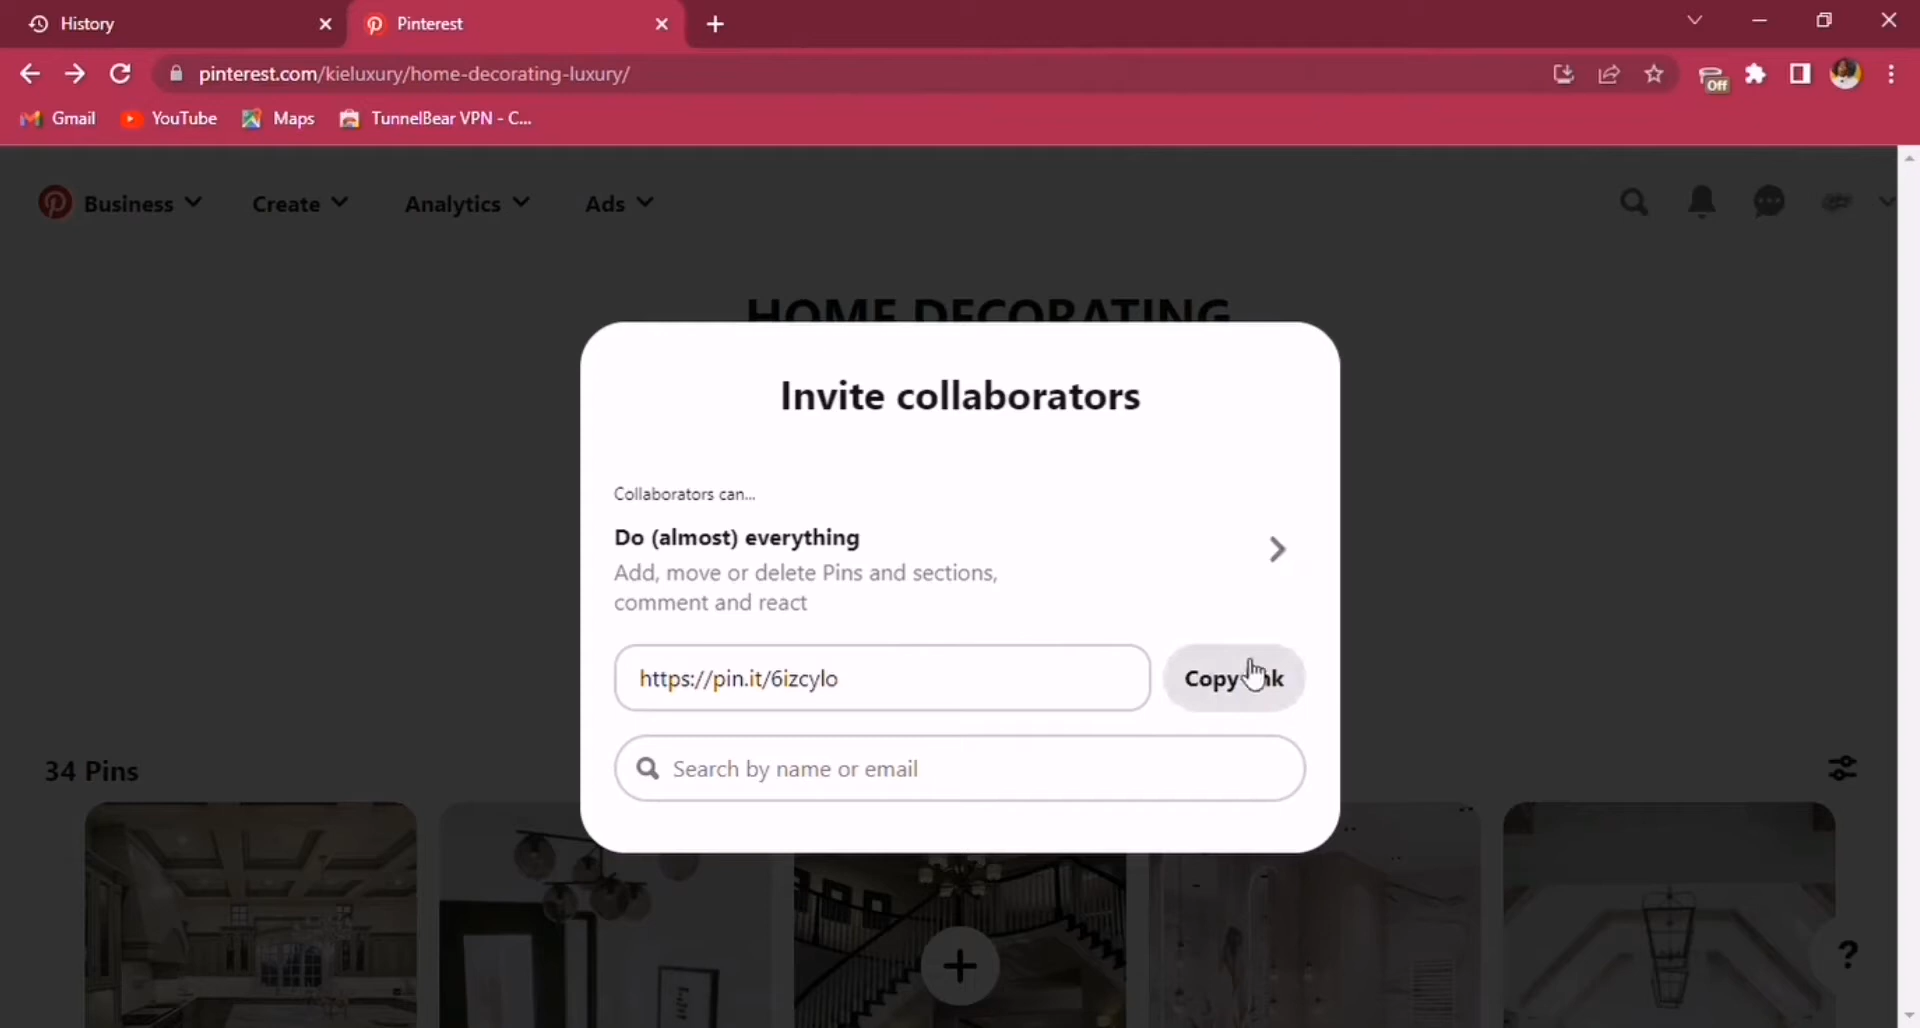 History
Pinterest
pinterest.com/kieluxury/home-decorating-luxury/
Off
Gmail
YouTube
Maps
TunnelBear VPN - C...
Business
Create
Analytics
Ads
HOME DECORATING
Invite collaborators
Collaborators can...
Do (almost) everything
Add, move or delete Pins and sections,
comment and react
https://pin.it/6izcylo
Copy
Search by name or email
34 Pins
?